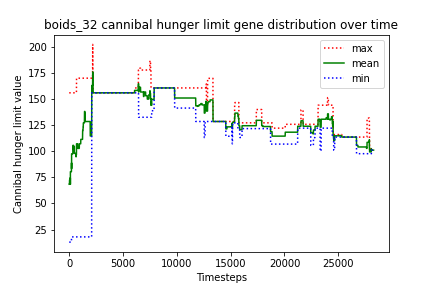 boids_32 cannibal hunger limit gene distribution over time
max
mean
min
Cannibal hunger limit value
200
175
150
125
100
75
50
25
0
5000
10000
15000
20000
25000
Timesteps